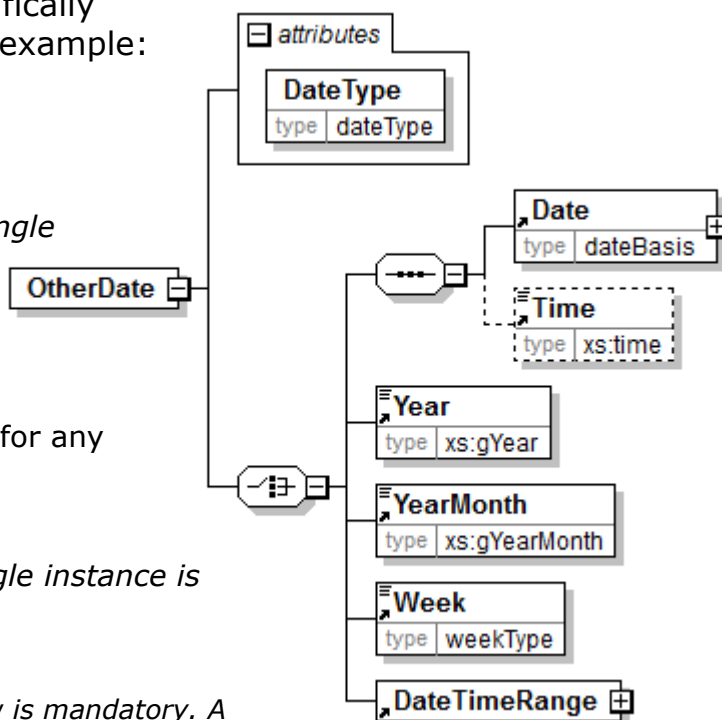 fically
example:
ngle
for any
gle instance is
y is mandatory. A
attributes
DateType
type dateType
OtherDate
Date
type dateBasis
Time
type xs:time
Year
type xs:gYear
YearMonth
type xs:gYearMonth
Week
type weekType
DateTimeRange